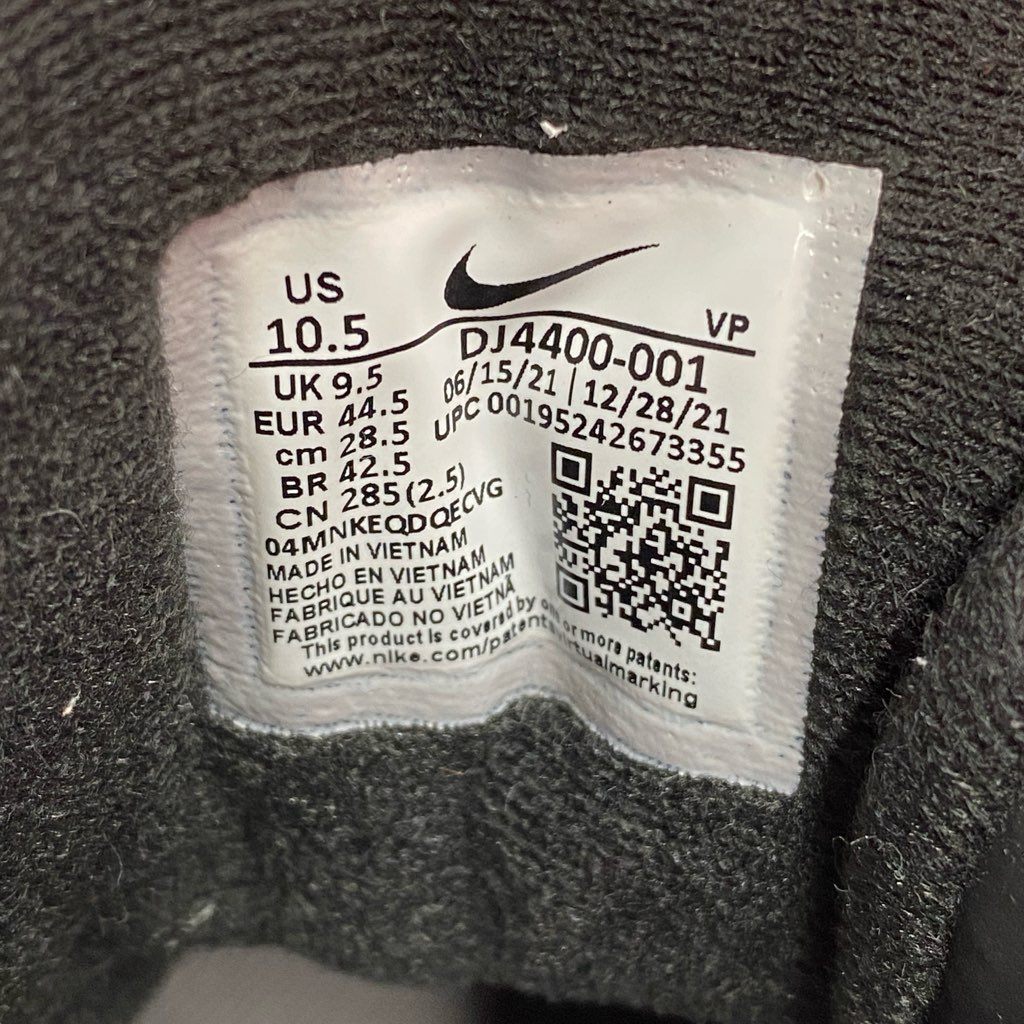 US
10.5
VP
UK 9.5
EUR 44.5
cm 28.5
BR 42.5
CN 285(2.5)
DJ4400-001
06/15/21 | 12/28/21
UPC 00195242673355
04MNKEQDQECVG
MADE IN VIETNAM
HECHO EN VIETNAM
FABRIQUE AU VIETNAM
FABRICADO NO VIETNÃ
This product is covered by one or more patents:
www.nike.com/patentvirtualmarking